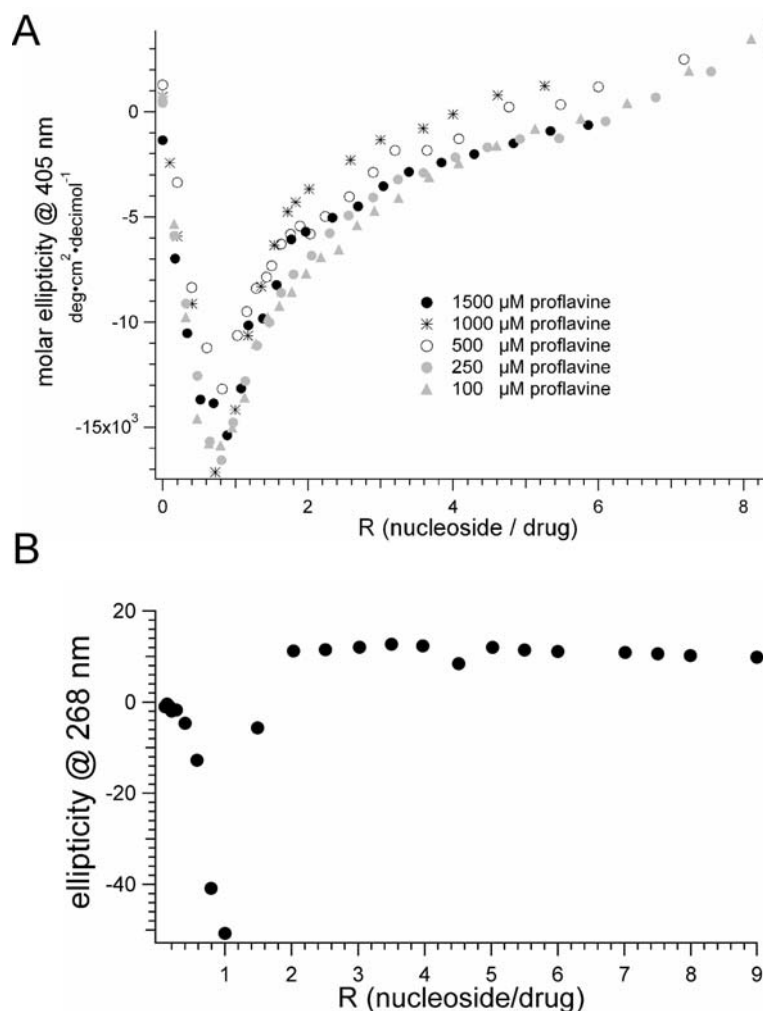 A
molar ellipticity @ 405 nm
deg•cm²•decimol⁻¹
0
-5
-10
-15x10³
1500 µM proflavine
1000 µM proflavine
500 µM proflavine
250 µM proflavine
100 µM proflavine
0 2 4 6 8
R (nucleoside / drug)
B
ellipticity @ 268 nm
20
0
-20
-40
1 2 3 4 5 6 7 8 9
R (nucleoside/drug)